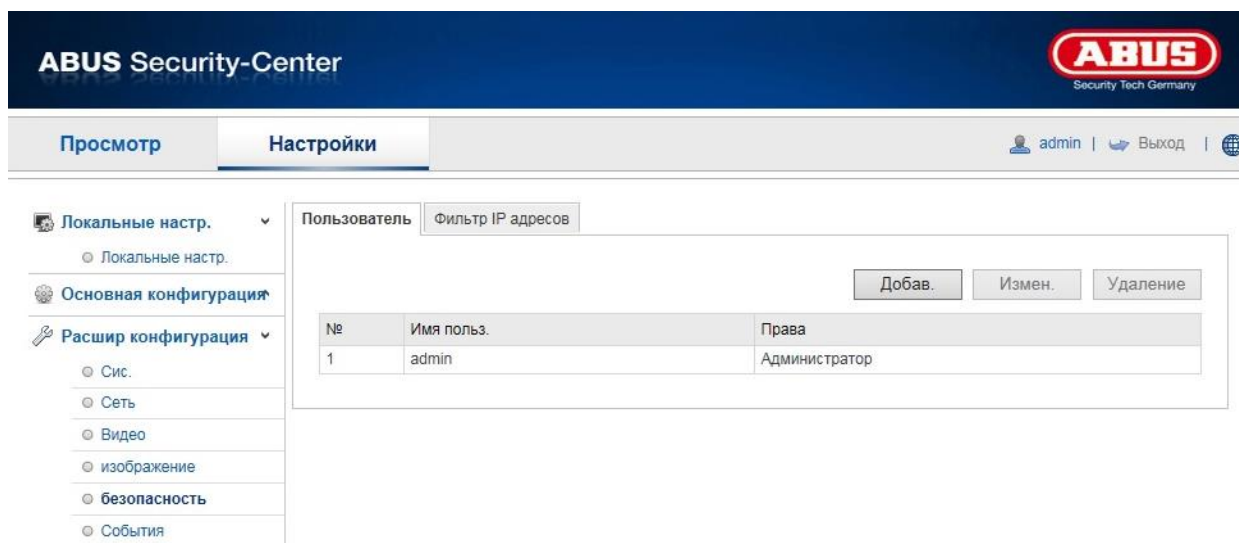 ABUS Security-Center
ABUS
Security Tech Germany
Просмотр
Настройки
admin | Выход |
Локальные настр.
Локальные настр.
Основная конфигурация
Расшир конфигурация
Сис.
Сеть
Видео
изображение
безопасность
События
Пользователь
Фильтр IP адресов
Добав.
Измен.
Удаление
№ Имя польз. Права
1 admin Администратор